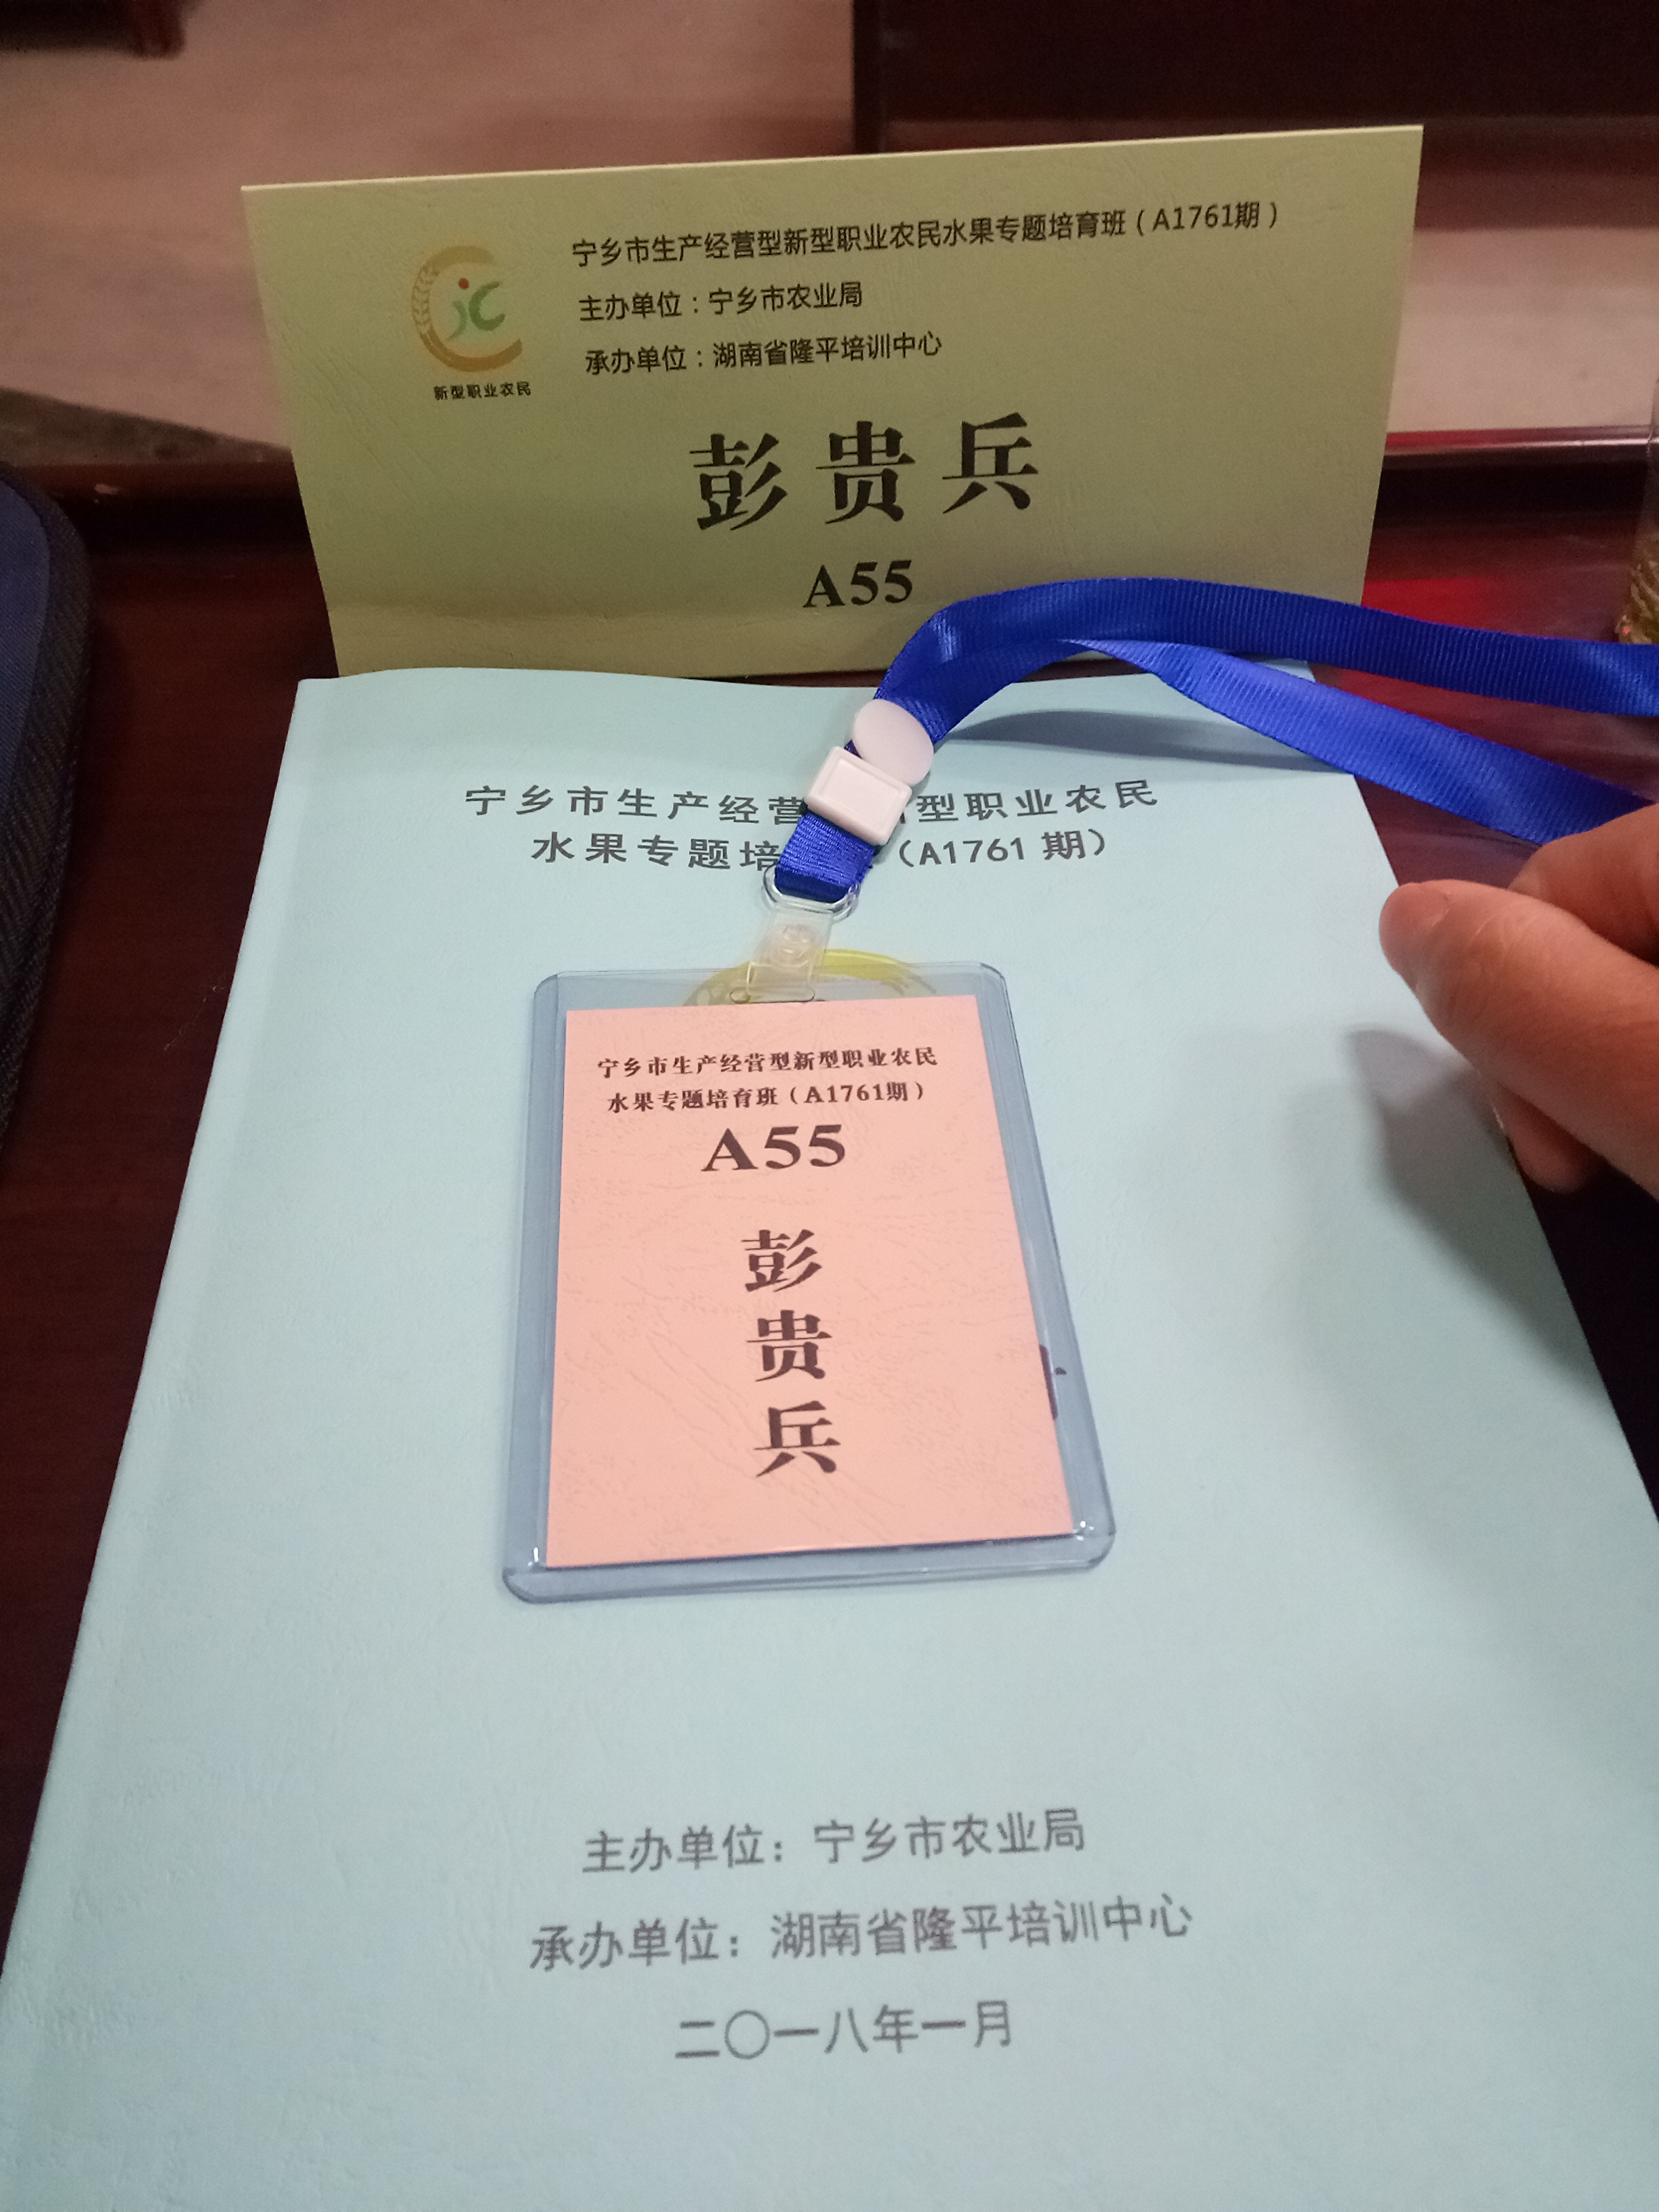 宁乡市生产经营型新型职业农民水果专题培育班（A1761期）
主办单位：宁乡市农业局
承办单位：湖南省隆平培训中心
新型职业农民
彭贵兵
A55
宁乡市生产经营 型职业农民
水果专题培 （A1761期）
宁乡市生产经营型新型职业农民
水果专题培育班（A1761期）
A55
彭
贵
兵
主办单位：宁乡市农业局
承办单位：湖南省隆平培训中心
二〇一八年一月